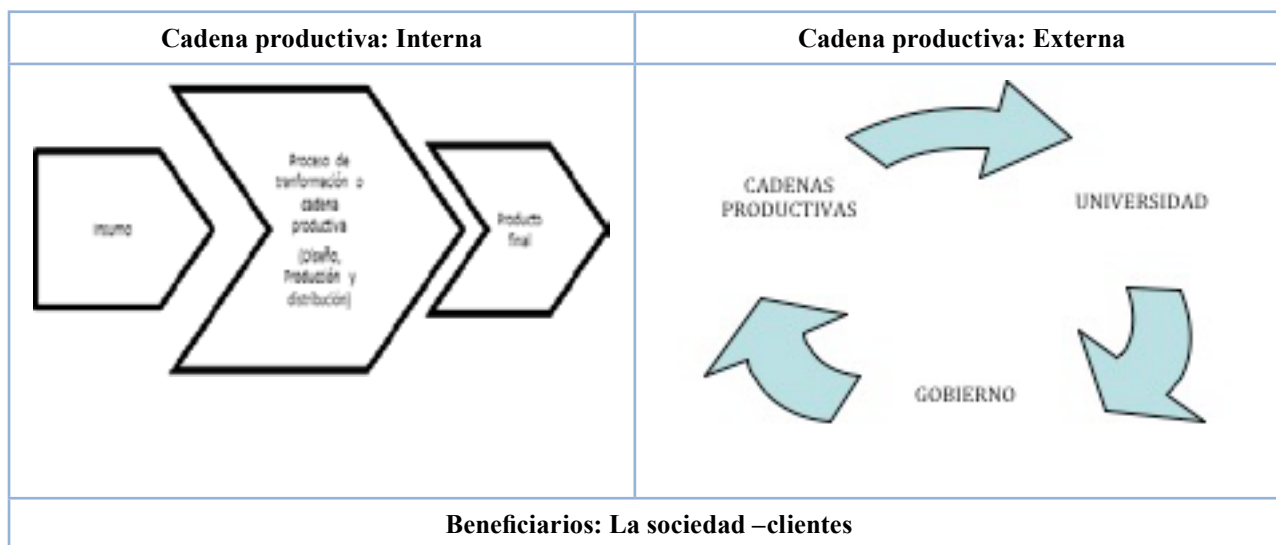 Cadena productiva: Interna
Cadena productiva: Externa
Insumo
Proceso de
tranformación o
cadena
productiva
(Diseño,
Producción y
distribución)
Producto
final
CADENAS
PRODUCTIVAS
UNIVERSIDAD
GOBIERNO
Beneficiarios: La sociedad –clientes